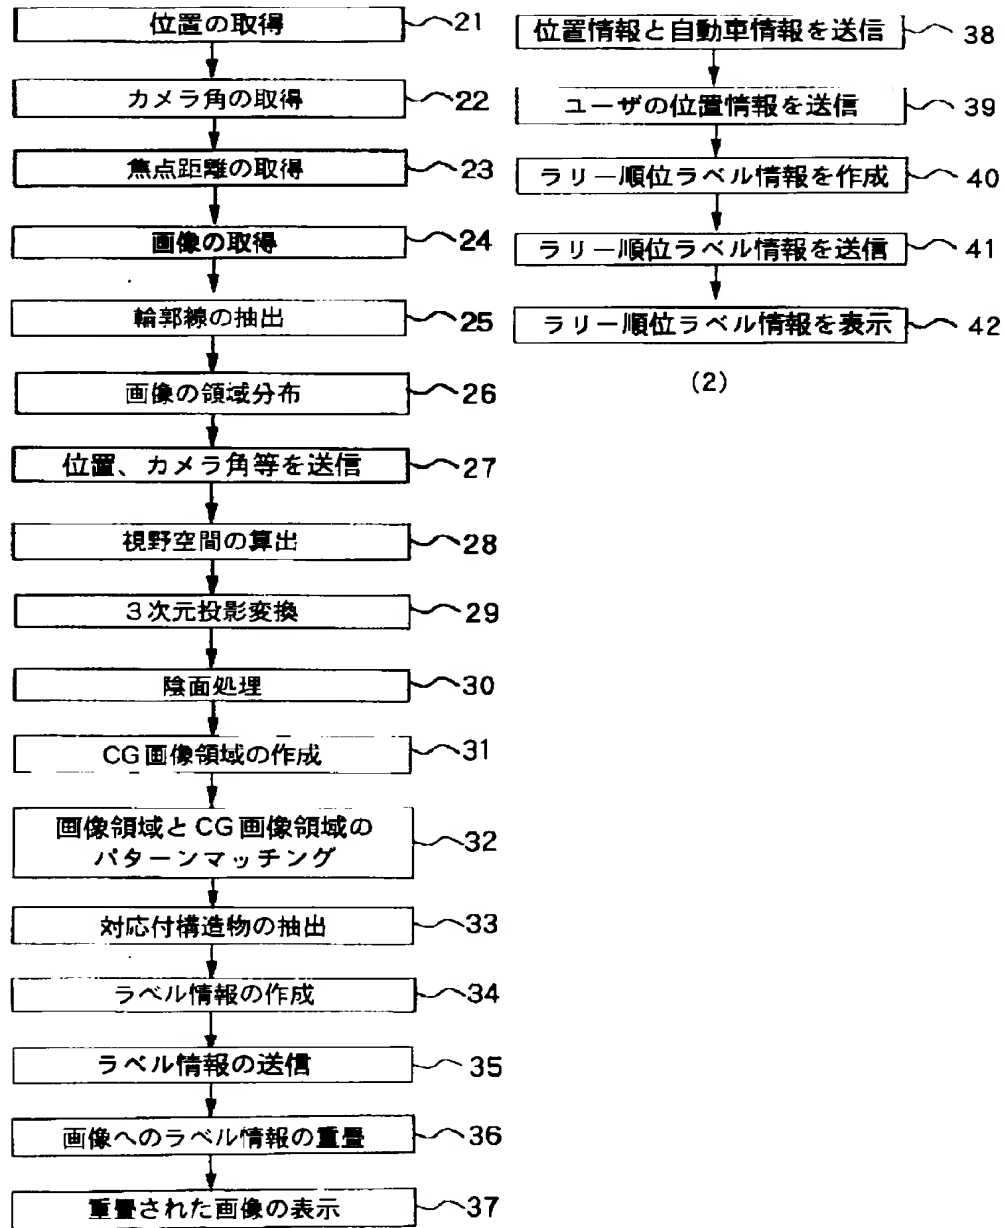 位置の取得 21
カメラ角の取得 22
焦点距離の取得 23
画像の取得 24
輪郭線の抽出 25
画像の領域分布 26
位置、カメラ角等を送信 27
視野空間の算出 28
3次元投影変換 29
陰面処理 30
CG画像領域の作成 31
画像領域とCG画像領域の
パターンマッチング 32
対応付構造物の抽出 33
ラベル情報の作成 34
ラベル情報の送信 35
画像へのラベル情報の重畳 36
重畳された画像の表示 37
位置情報と自動車情報を送信 38
ユーザの位置情報を送信 39
ラリー順位ラベル情報を作成 40
ラリー順位ラベル情報を送信 41
ラリー順位ラベル情報を表示 42
(2)